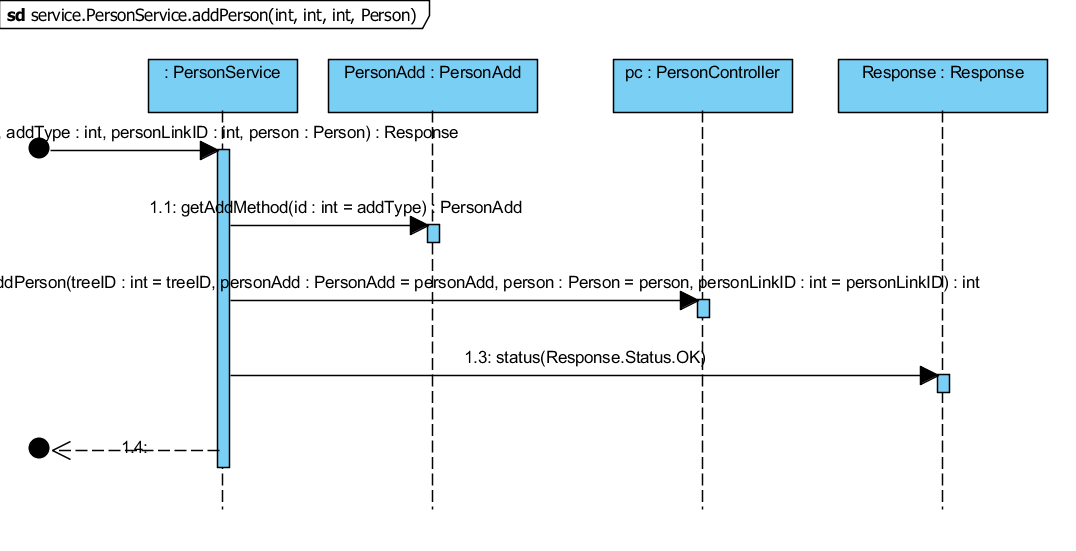 sd service.PersonService.addPerson(int, int, int, Person)
: PersonService
PersonAdd : PersonAdd
pc : PersonController
Response : Response
, addType : int, personLinkID : int, person : Person) : Response
1.1: getAddMethod(id : int = addType) : PersonAdd
ddPerson(treeID : int = treeID, personAdd : PersonAdd = personAdd, person : Person = person, personLinkID : int = personLinkID) : int
1.3: status(Response.Status.OK)
1.4: